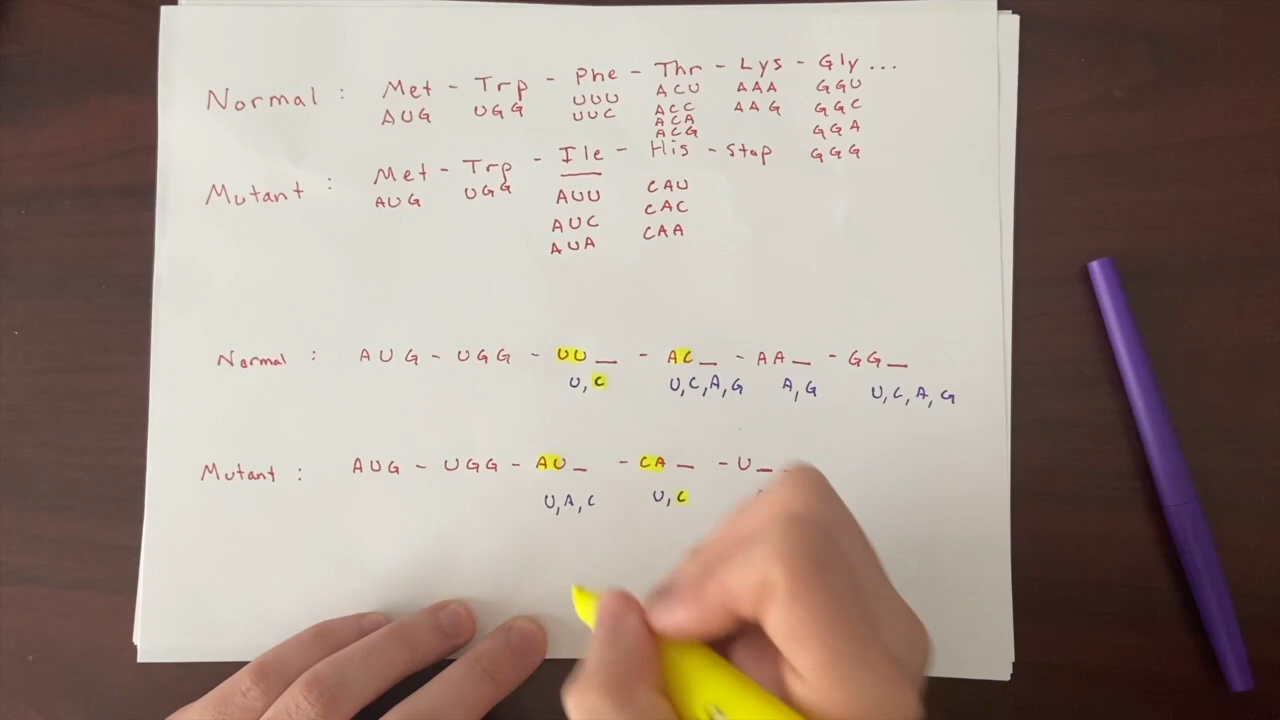 Normal : Met - Trp - Phe - Thr - Lys - Gly ...
AUG UGG UUU ACU AAA GGU
UUC ACC AAG GGC
ACA GGA
ACG GGG
Mutant : Met - Trp - Ile - His - Stop
AUG UGG AUU CAU
AUC CAC
AUA CAA
Normal : AUG - UGG - UU_ - AC_ - AA_ - GG_
U, C U,C,A,G A,G U,C,A,G
Mutant : AUG - UGG - AU_ - CA_ - U_
U,A,C U,C